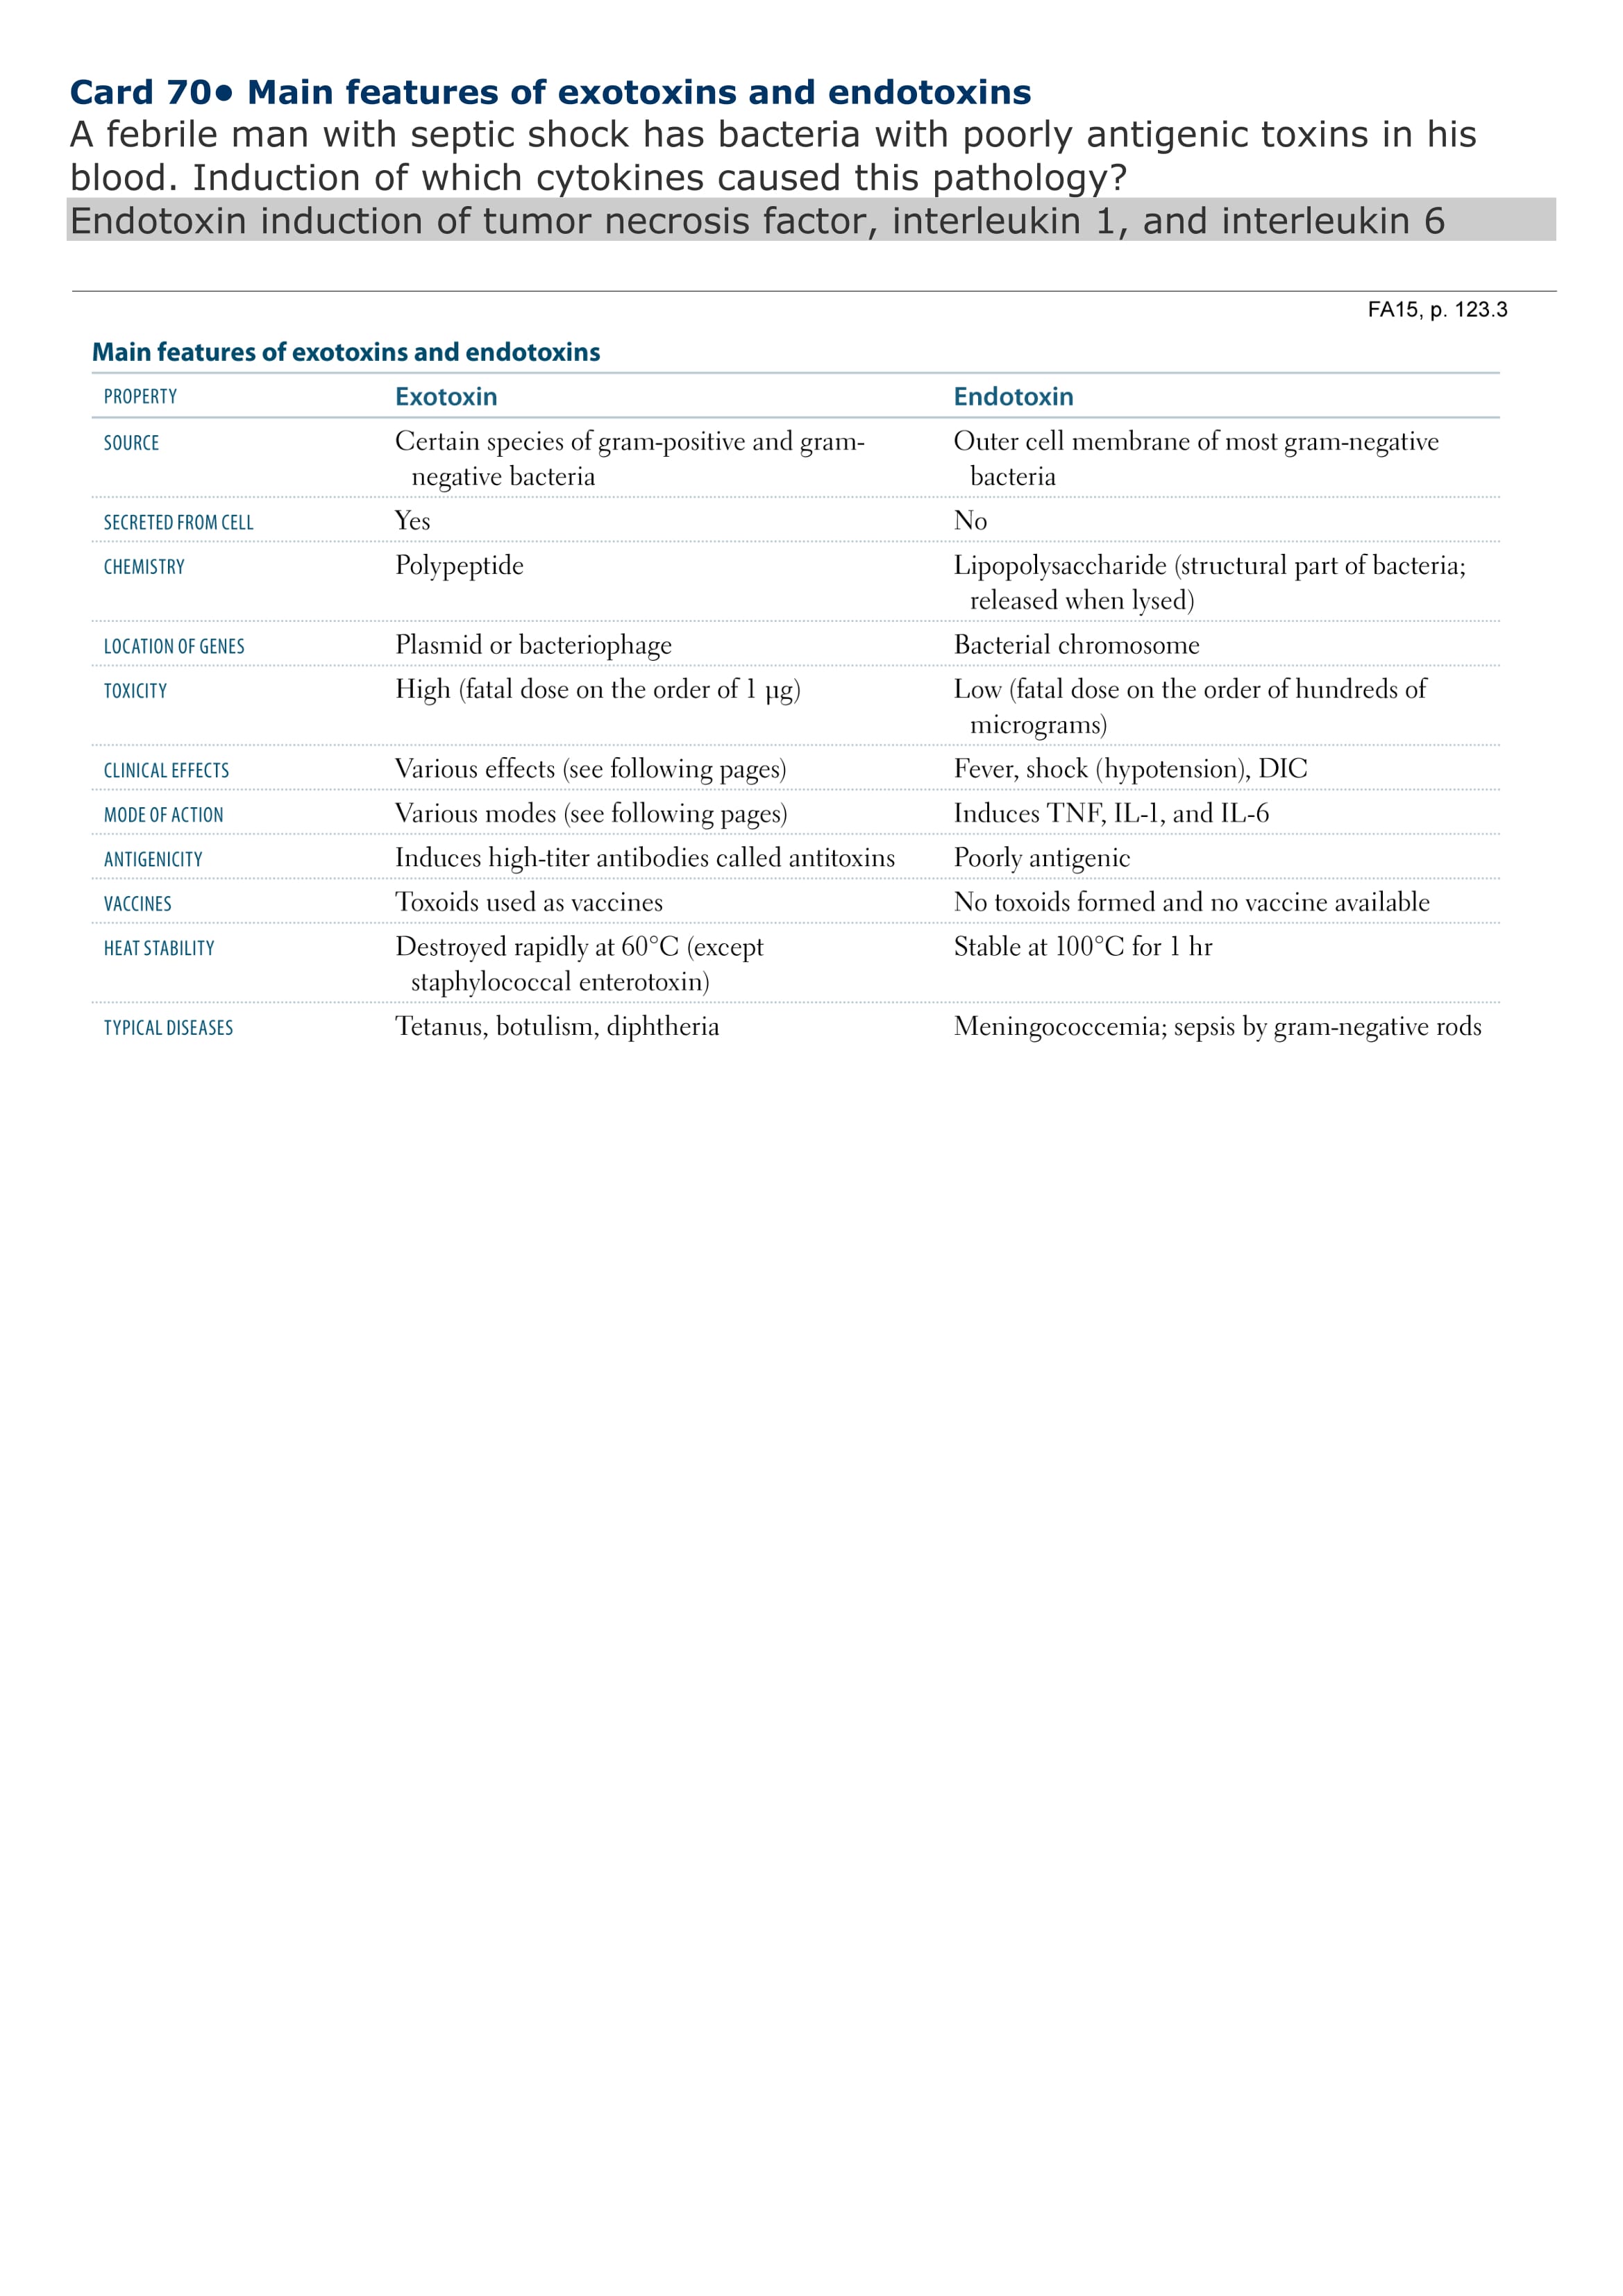 Card 70● Main features of exotoxins and endotoxins
A febrile man with septic shock has bacteria with poorly antigenic toxins in his
blood. Induction of which cytokines caused this pathology?
Endotoxin induction of tumor necrosis factor, interleukin 1, and interleukin 6
FA15, p. 123.3
Main features of exotoxins and endotoxins
PROPERTY Exotoxin Endotoxin
SOURCE Certain species of gram-positive and gram- Outer cell membrane of most gram-negative
negative bacteria bacteria
SECRETED FROM CELL Yes No
CHEMISTRY Polypeptide Lipopolysaccharide (structural part of bacteria;
released when lysed)
LOCATION OF GENES Plasmid or bacteriophage Bacterial chromosome
TOXICITY High (fatal dose on the order of 1 µg) Low (fatal dose on the order of hundreds of
micrograms)
CLINICAL EFFECTS Various effects (see following pages) Fever, shock (hypotension), DIC
MODE OF ACTION Various modes (see following pages) Induces TNF, IL-1, and IL-6
ANTIGENICITY Induces high-titer antibodies called antitoxins Poorly antigenic
VACCINES Toxoids used as vaccines No toxoids formed and no vaccine available
HEAT STABILITY Destroyed rapidly at 60°C (except Stable at 100°C for 1 hr
staphylococcal enterotoxin)
TYPICAL DISEASES Tetanus, botulism, diphtheria Meningococcemia; sepsis by gram-negative rods